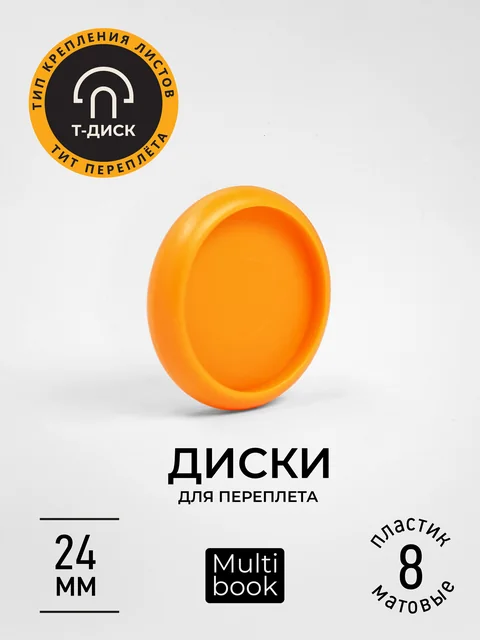 ТИП КРЕПЛЕНИЯ ЛИСТОВ
Т-ДИСК
ТИТ ПЕРЕПЛЁТА
ДИСКИ
ДЛЯ ПЕРЕПЛЕТА
24
ММ
Multi
book
пластик
8
матовые